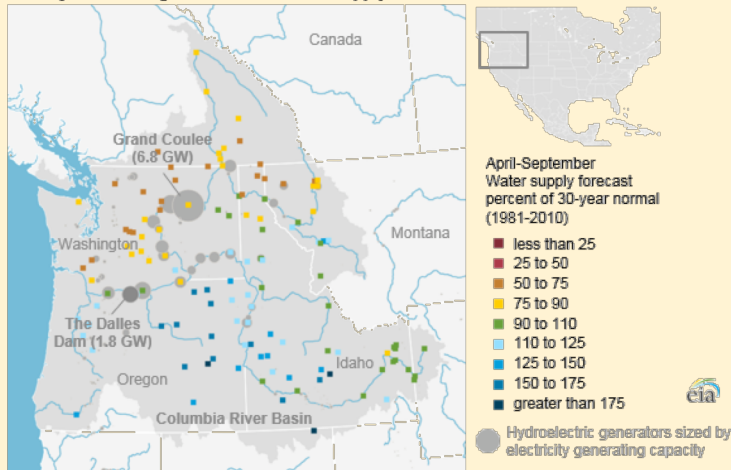 Canada
Grand Coulee
(6.8 GW)
Washington
Montana
The Dalles
Dam (1.8 GW)
Oregon
Idaho
Columbia River Basin
April-September
Water supply forecast
percent of 30-year normal
(1981-2010)
less than 25
25 to 50
50 to 75
75 to 90
90 to 110
110 to 125
125 to 150
150 to 175
greater than 175
eia
Hydroelectric generators sized by
electricity generating capacity